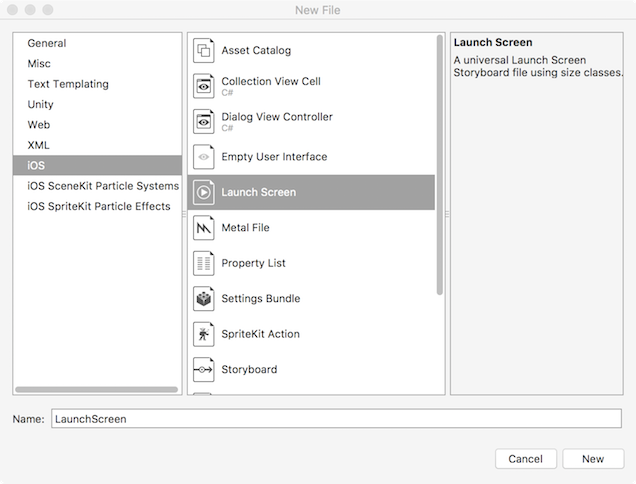 New File
General
Misc
Text Templating
Unity
Web
XML
iOS
iOS SceneKit Particle Systems
iOS SpriteKit Particle Effects
Asset Catalog
Collection View Cell
C#
Dialog View Controller
C#
Empty User Interface
Launch Screen
Metal File
Property List
Settings Bundle
SpriteKit Action
Storyboard
Launch Screen
A universal Launch Screen
Storyboard file using size classes.
Name: LaunchScreen
Cancel New